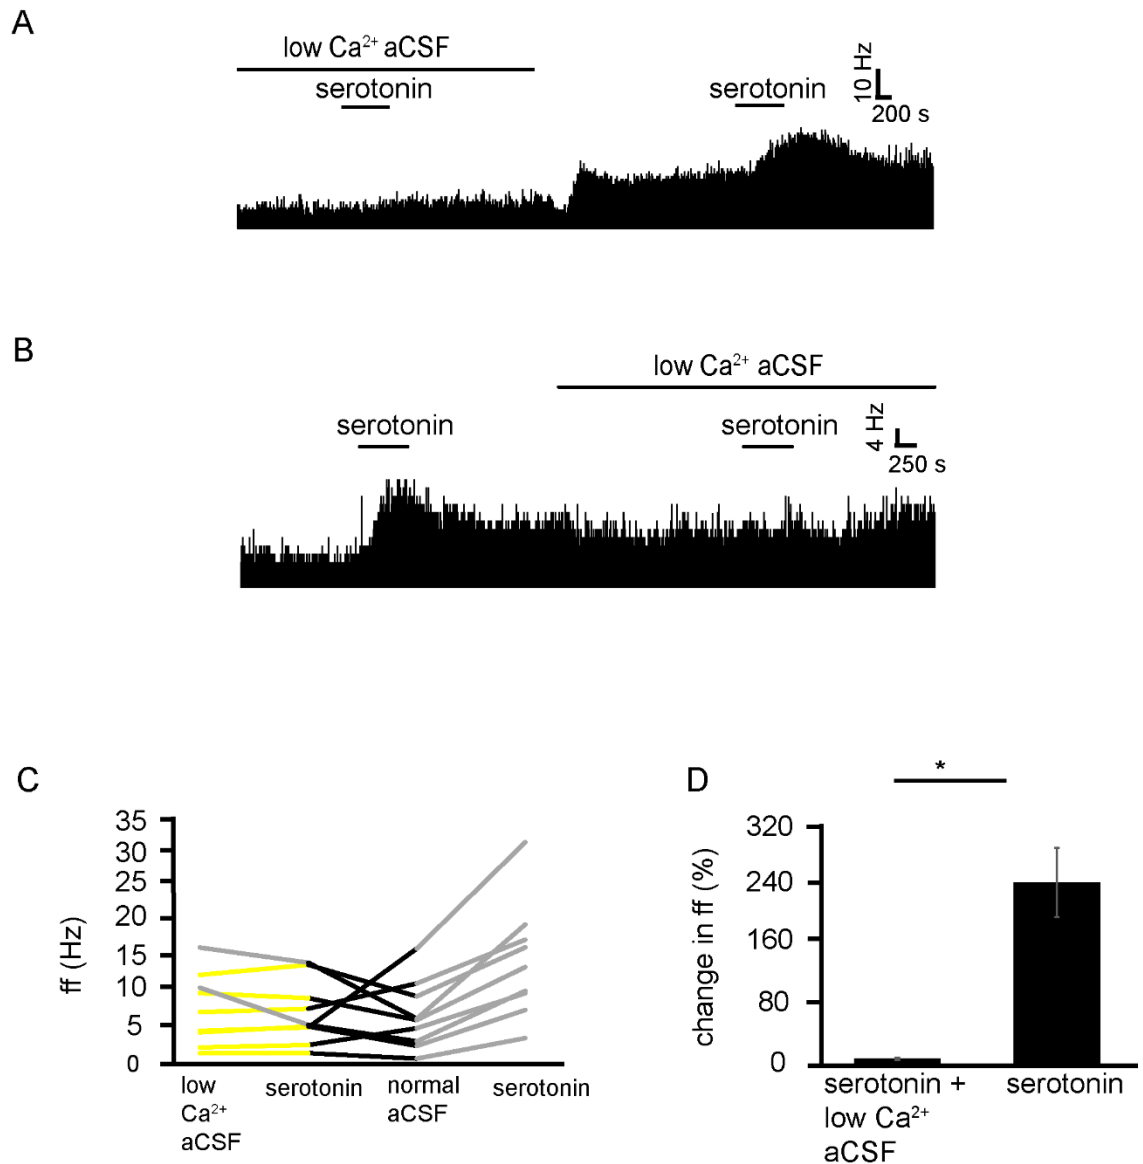 A
low Ca²⁺ aCSF
serotonin
serotonin
10 Hz
200 s
B
low Ca²⁺ aCSF
serotonin
serotonin
4 Hz
250 s
C
35
30
25
20
15
10
5
0
ff (Hz)
low
Ca²⁺
aCSF
serotonin
normal
aCSF
serotonin
D
*
320
240
160
80
0
change in ff (%)
serotonin +
low Ca²⁺
aCSF
serotonin